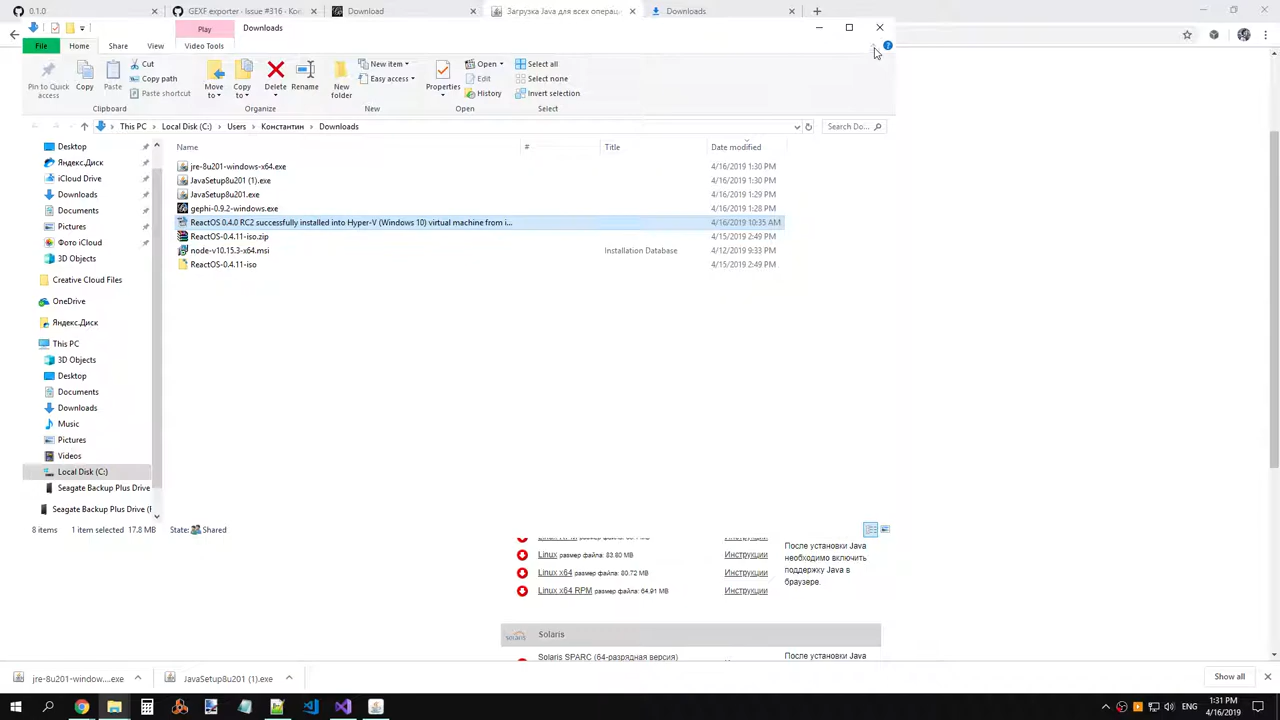 0.1.0
GEXF exporter · Issue #316 · Кон
Download
Загрузка Java для всех операц
Downloads
Play
Downloads
File
Home
Share
View
Video Tools
Pin to Quick access
Copy
Paste
Cut
Copy path
Paste shortcut
Clipboard
Move to
Copy to
Delete
Rename
Organize
New folder
New item
Easy access
New
Properties
Open
Edit
History
Open
Select all
Select none
Invert selection
Select
This PC
Local Disk (C:)
Users
Константин
Downloads
Search Do...
Name
#
Title
Date modified
jre-8u201-windows-x64.exe 4/16/2019 1:30 PM
JavaSetup8u201 (1).exe 4/16/2019 1:30 PM
JavaSetup8u201.exe 4/16/2019 1:29 PM
gephi-0.9.2-windows.exe 4/16/2019 1:28 PM
ReactOS 0.4.0 RC2 successfully installed into Hyper-V (Windows 10) virtual machine from i... 4/16/2019 10:35 AM
ReactOS-0.4.11-iso.zip 4/15/2019 2:49 PM
node-v10.15.3-x64.msi Installation Database 4/12/2019 9:33 PM
ReactOS-0.4.11-iso 4/15/2019 2:49 PM
Desktop
Яндекс.Диск
iCloud Drive
Downloads
Documents
Pictures
Фото iCloud
3D Objects
Creative Cloud Files
OneDrive
Яндекс.Диск
This PC
3D Objects
Desktop
Documents
Downloads
Music
Pictures
Videos
Local Disk (C:)
Seagate Backup Plus Drive
Seagate Backup Plus Drive (
8 items
1 item selected 17.8 MB
State: Shared
Linux размер файла: 83.80 MB Инструкции
Linux x64 размер файла: 80.72 MB Инструкции
Linux x64 RPM размер файла: 64.91 MB Инструкции
После установки Java
необходимо включить
поддержку Java в
браузере.
Solaris
Solaris SPARC (64-разрядная версия)
После установки Java
jre-8u201-window....exe
JavaSetup8u201 (1).exe
Show all
ENG
1:31 PM
4/16/2019